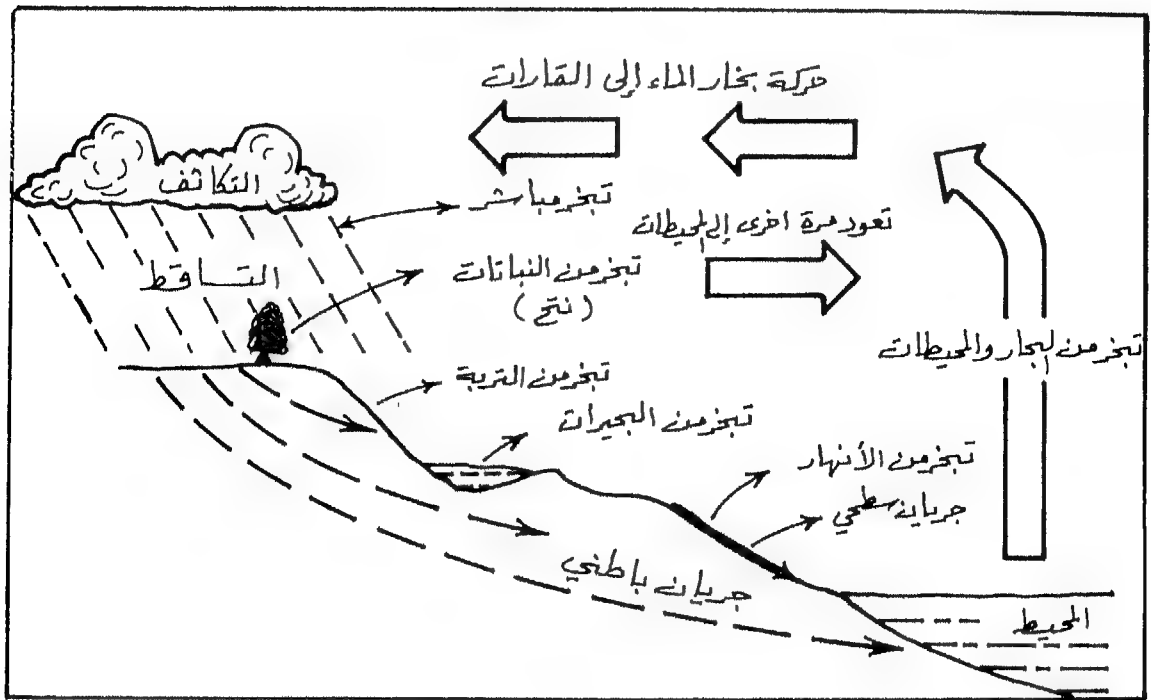 حركة بخار الماء إلى القارات
التكاثف
تبخر مباشر
تعود مرة اخرى إلى المحيطات
التساقط
تبخر من النباتات
(نتح)
تبخر من البحار والمحيطات
تبخر من التربة
تبخر من البحيرات
تبخر من الأنهار
جريان سطحي
جريان باطني
المحيط